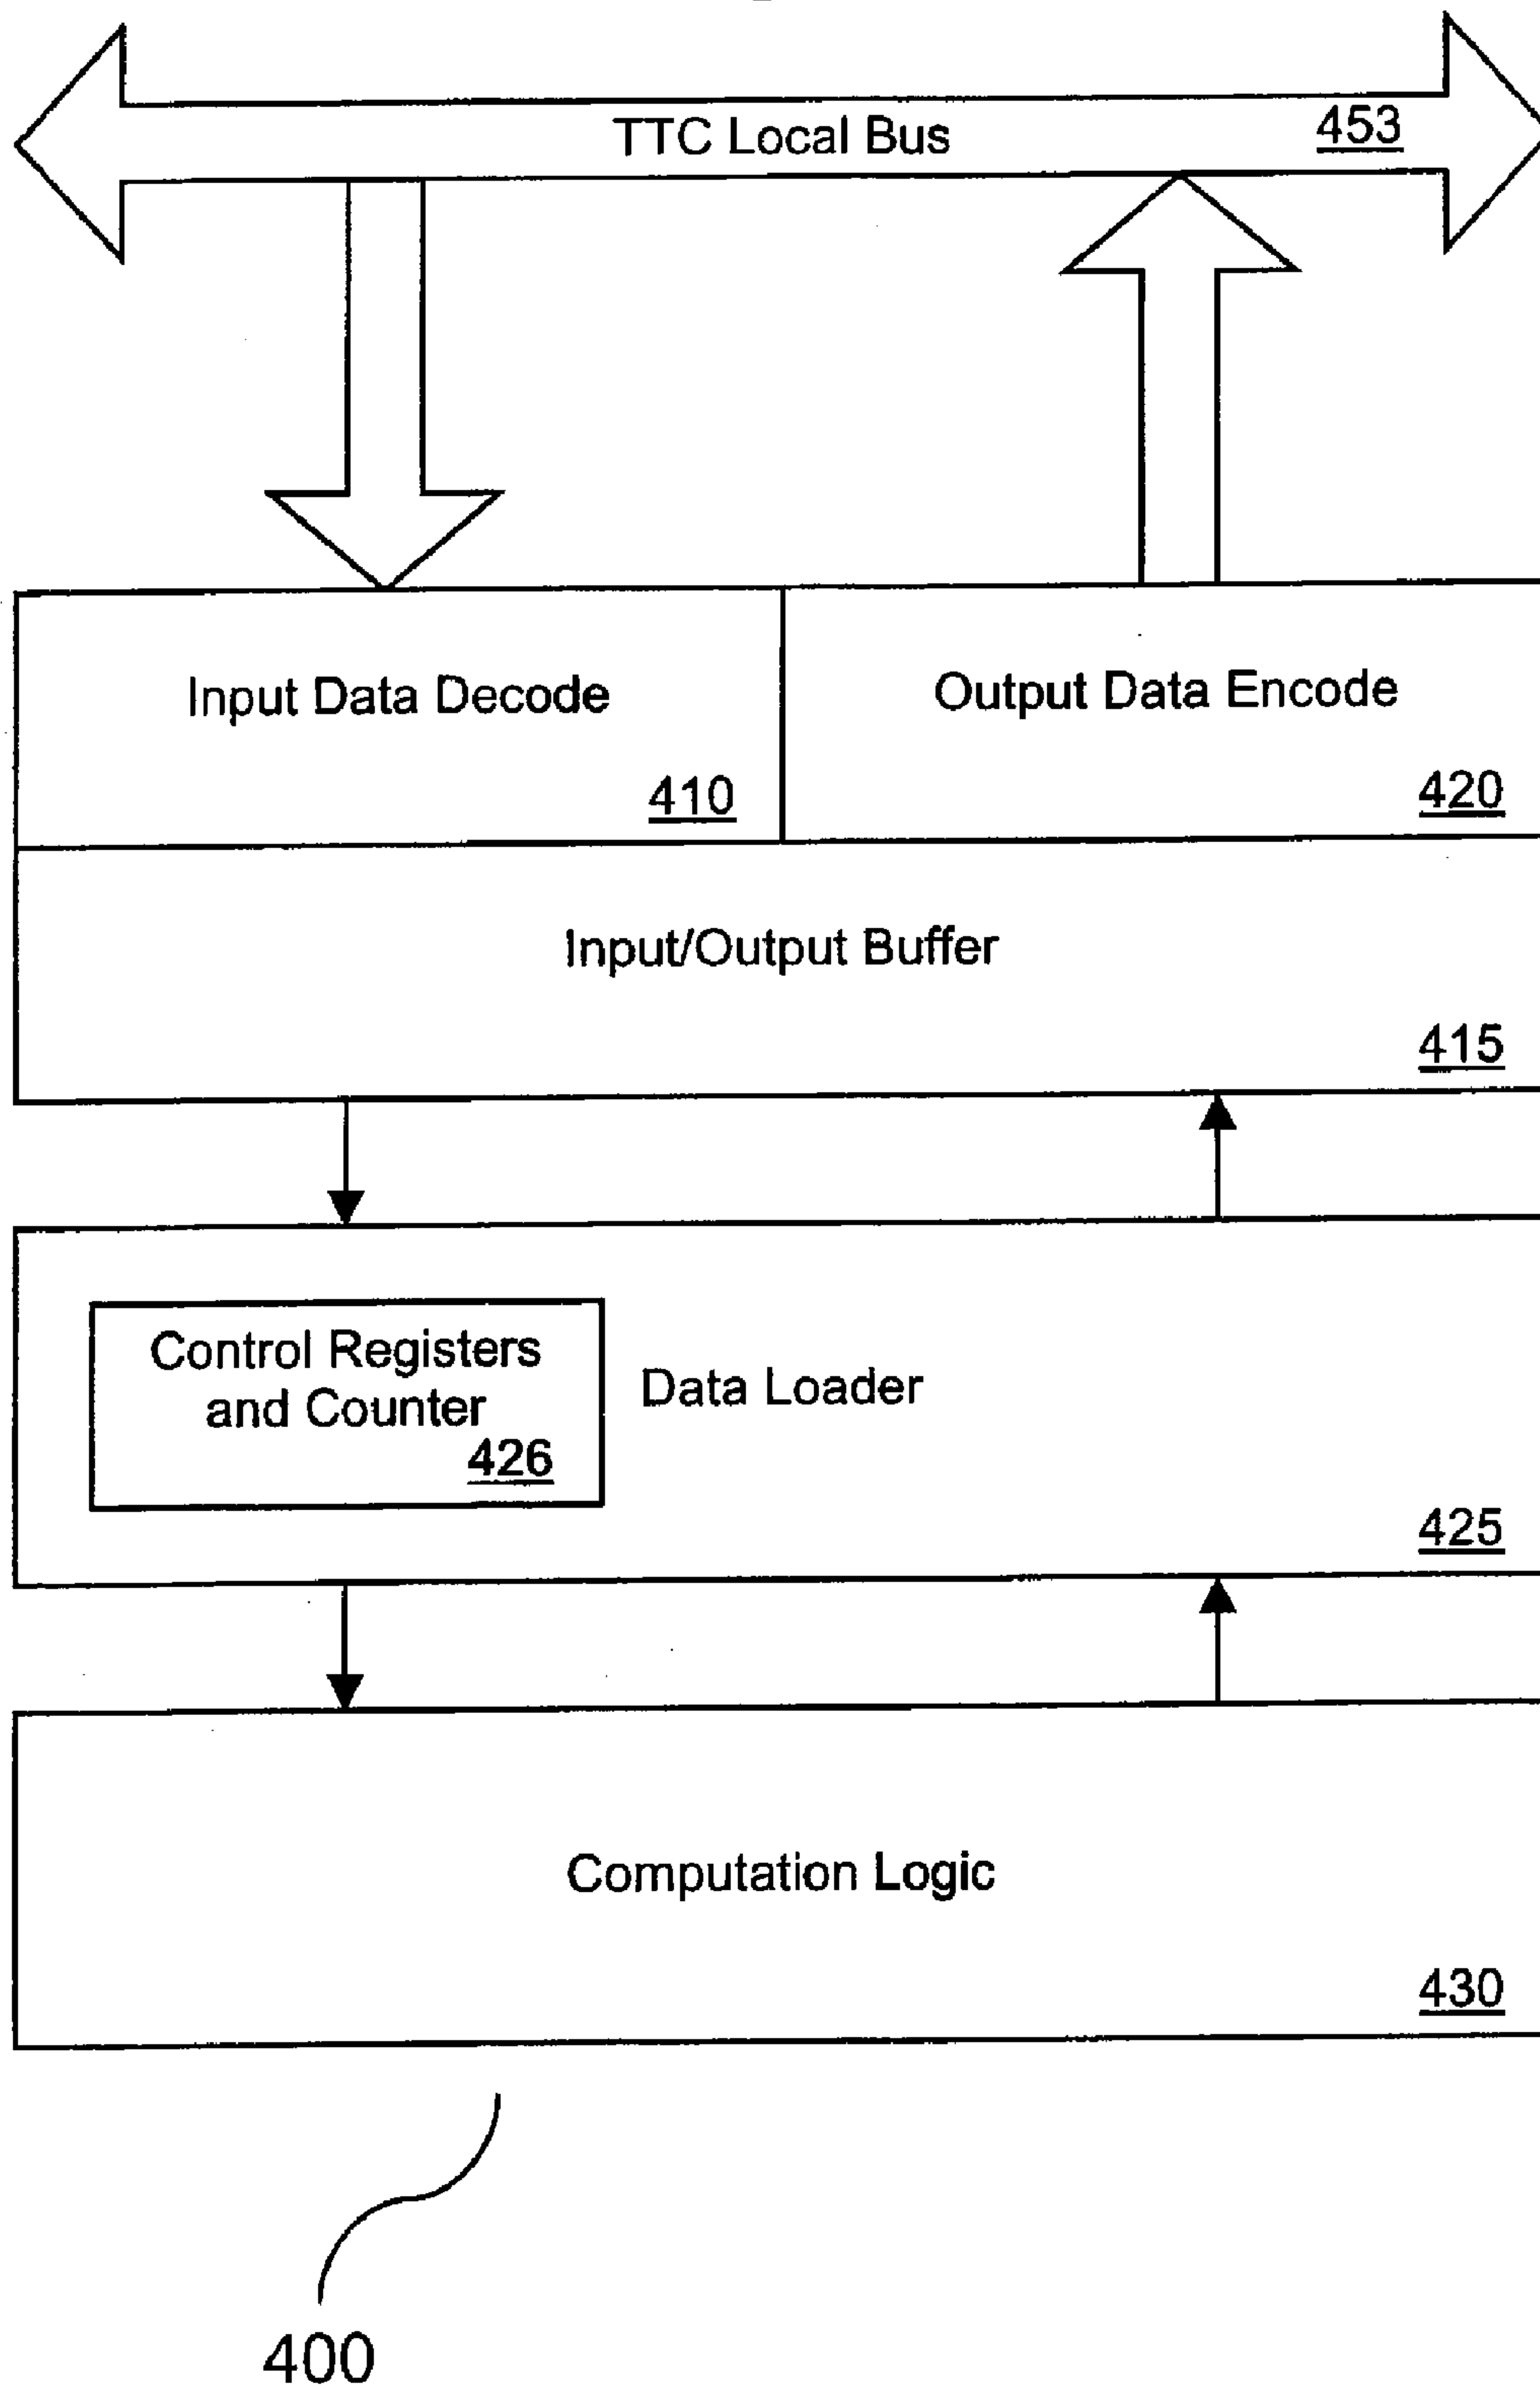 TTC Local Bus
453
Input Data Decode
410
Output Data Encode
420
Input/Output Buffer
415
Control Registers
and Counter
426
Data Loader
425
Computation Logic
430
400